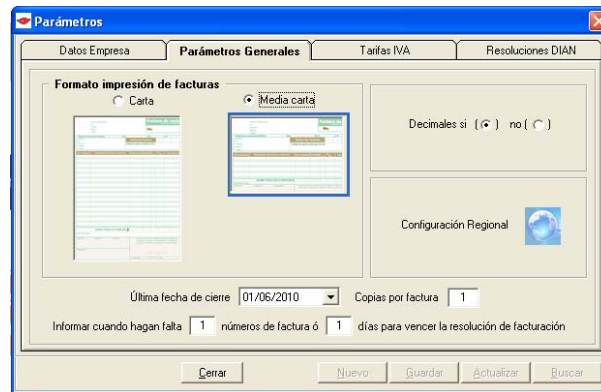 Parámetros
Datos Empresa Parámetros Generales Tarifas IVA Resoluciones DIAN
Formato impresión de facturas
Carta Media carta
Decimales si ( ) no ( )
Configuración Regional
Última fecha de cierre 01/06/2010 Copias por factura 1
Informar cuando hagan falta 1 números de factura ó 1 días para vencer la resolución de facturación
Cerrar Nuevo Guardar Actualizar Buscar